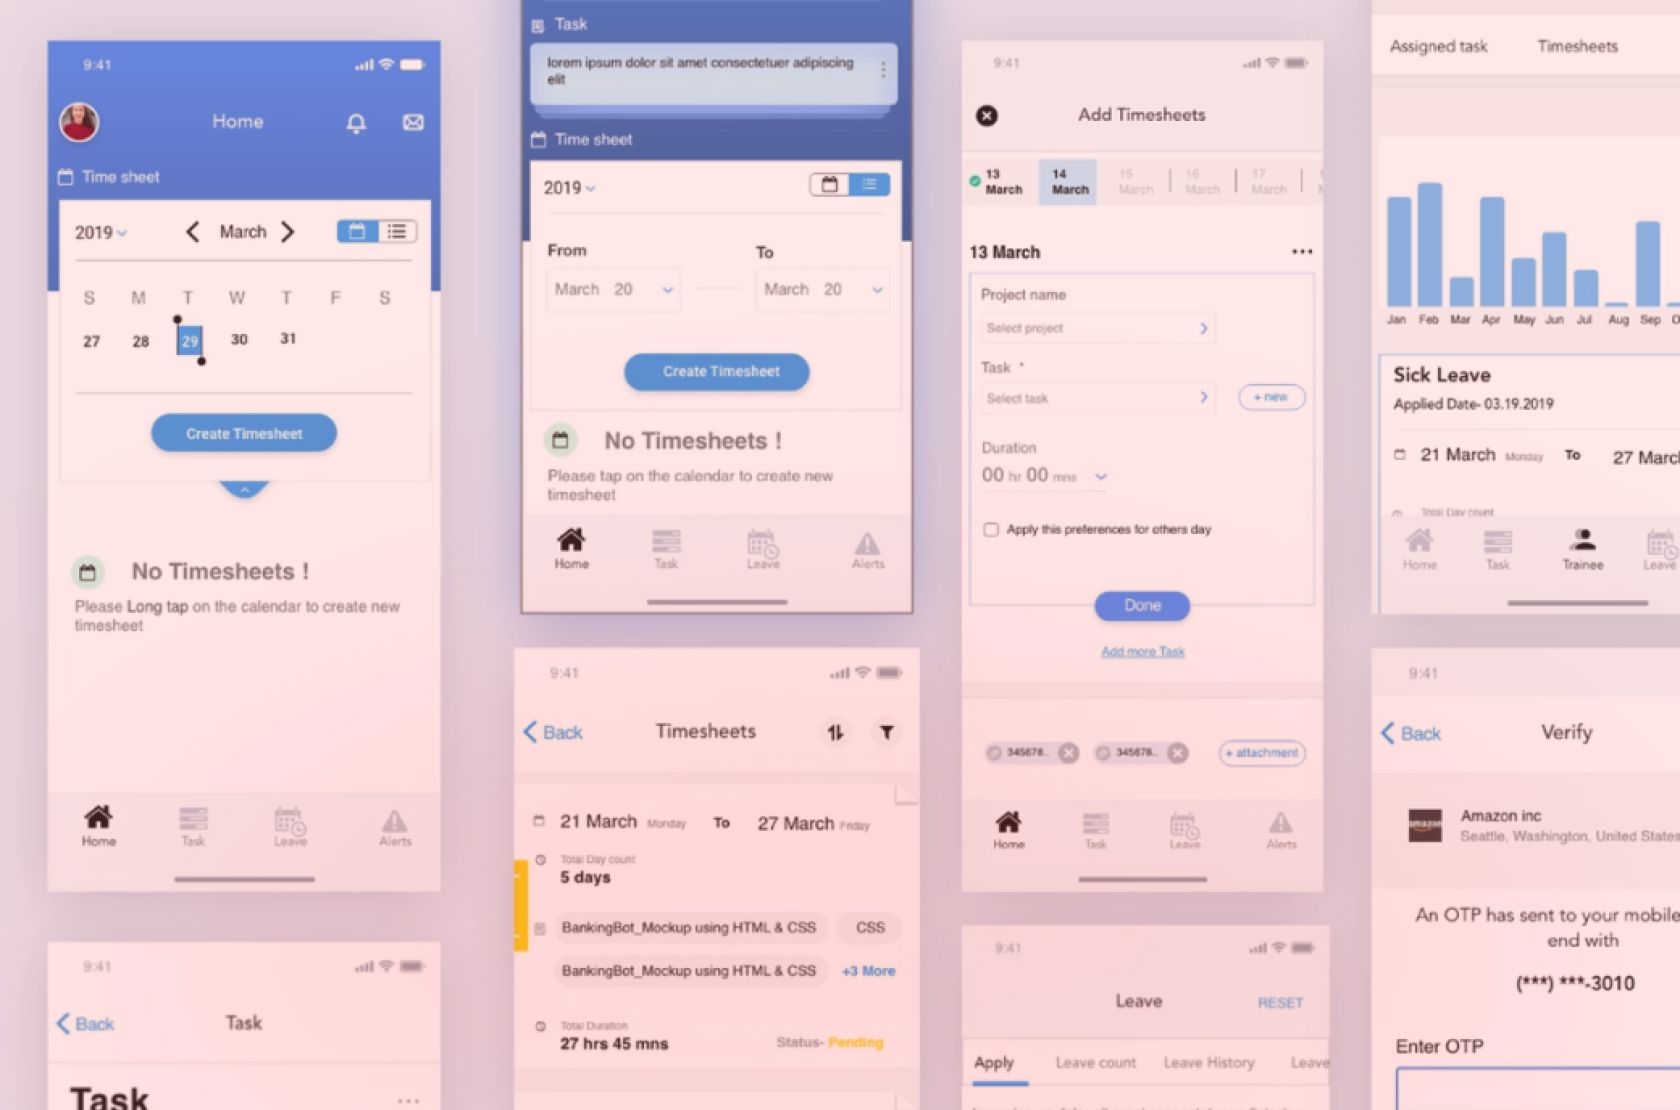 9:41
Home
Time sheet
2019
March
S M T W T F S
27 28 29 30 31
Create Timesheet
No Timesheets !
Please Long tap on the calendar to create new
timesheet
Home Task Leave Alerts
9:41
Back Task
Task
Task
lorem ipsum dolor sit amet consectetuer adipiscing
elit
Time sheet
2019
From To
March 20 March 20
Create Timesheet
No Timesheets !
Please tap on the calendar to create new
timesheet
Home Task Leave Alerts
9:41
Back Timesheets
21 March Monday To 27 March Friday
Total Day count
5 days
BankingBot_Mockup using HTML & CSS CSS
BankingBot_Mockup using HTML & CSS +3 More
Total Duration
27 hrs 45 mns Status- Pending
9:41
Add Timesheets
13 March 14 March 15 March 16 March 17 March
13 March
Project name
Select project
Task *
Select task + new
Duration
00 hr 00 mns
Apply this preferences for others day
Done
Add more Task
345678.. 345678.. + attachment
Home Task Leave Alerts
9:41
Leave RESET
Apply Leave count Leave History Leave
Assigned task Timesheets
Jan Feb Mar Apr May Jun Jul Aug Sep O
Sick Leave
Applied Date- 03.19.2019
21 March Monday To 27 March
Total Day count
Home Task Trainee Leave
9:41
Back Verify
amazon
Amazon inc
Seattle, Washington, United States
An OTP has sent to your mobile
end with
(***) ***-3010
Enter OTP